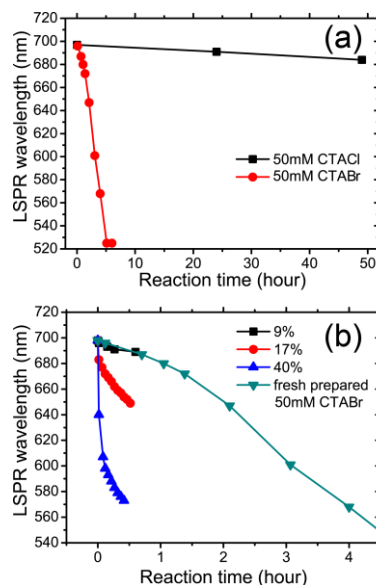 (a)
700
680
660
640
620
600
580
560
540
520
LSPR wavelength (nm)
50mM CTACl
50mM CTABr
0 10 20 30 40 50
Reaction time (hour)
(b)
700
680
660
640
620
600
580
560
540
LSPR wavelength (nm)
9%
17%
40%
fresh prepared
50mM CTABr
0 1 2 3 4
Reaction time (hour)